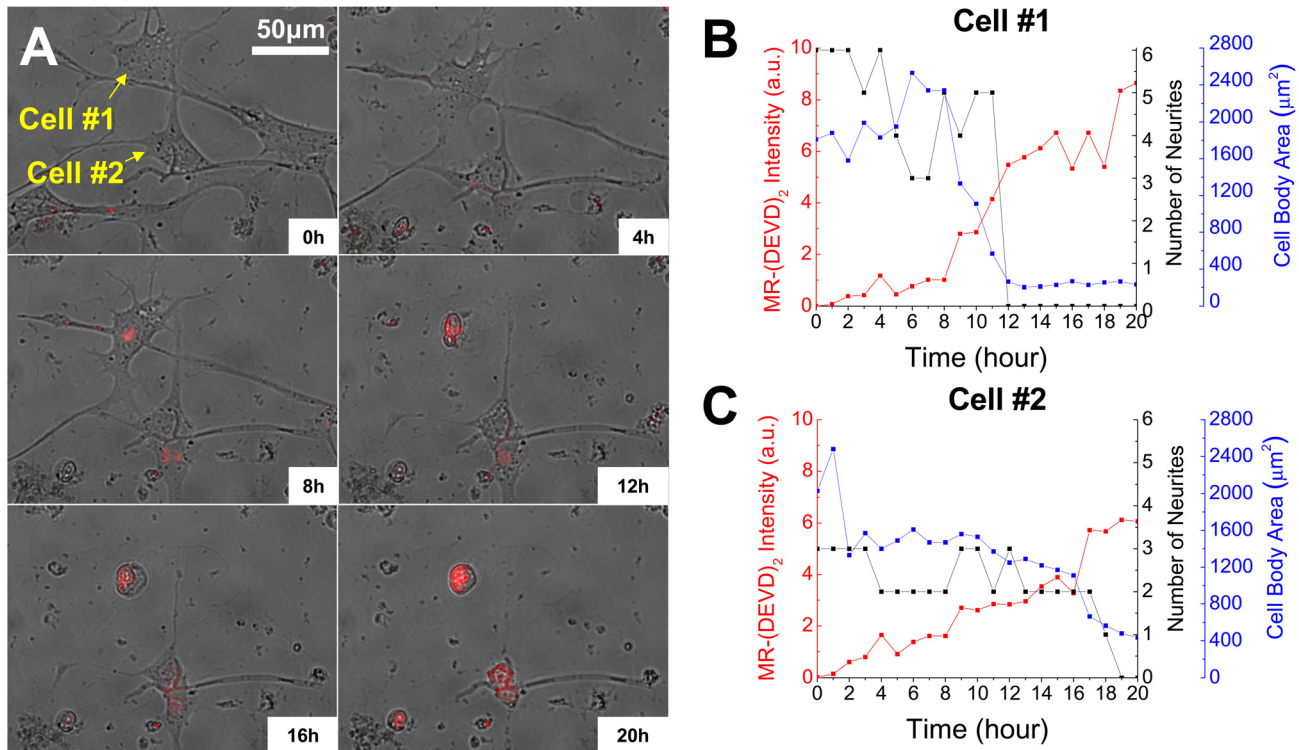 A
50μm
Cell #1
Cell #2
0h
4h
8h
12h
16h
20h
B
Cell #1
MR-(DEVD)₂ Intensity (a.u.)
10
8
6
4
2
0
0 2 4 6 8 10 12 14 16 18 20
Time (hour)
6
5
4
3
2
1
0
Number of Neurites
2800
2400
2000
1600
1200
800
400
0
Cell Body Area (μm²)
C
Cell #2
MR-(DEVD)₂ Intensity (a.u.)
10
8
6
4
2
0
0 2 4 6 8 10 12 14 16 18 20
Time (hour)
6
5
4
3
2
1
0
Number of Neurites
2800
2400
2000
1600
1200
800
400
0
Cell Body Area (μm²)